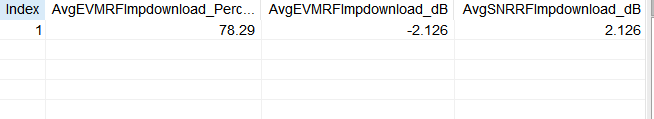 Index AvgEVMRFImpdownload_Perc... AvgEVMRFImpdownload_dB AvgSNRRFImpdownload_dB
1 78.29 -2.126 2.126